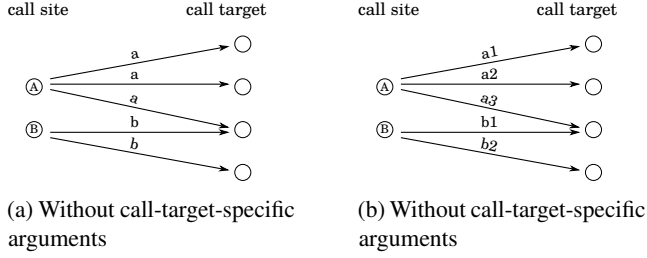 call site call target call site call target
a a1
a a2
A a A a3
B b B b1
b b2
(a) Without call-target-specific (b) Without call-target-specific
arguments arguments